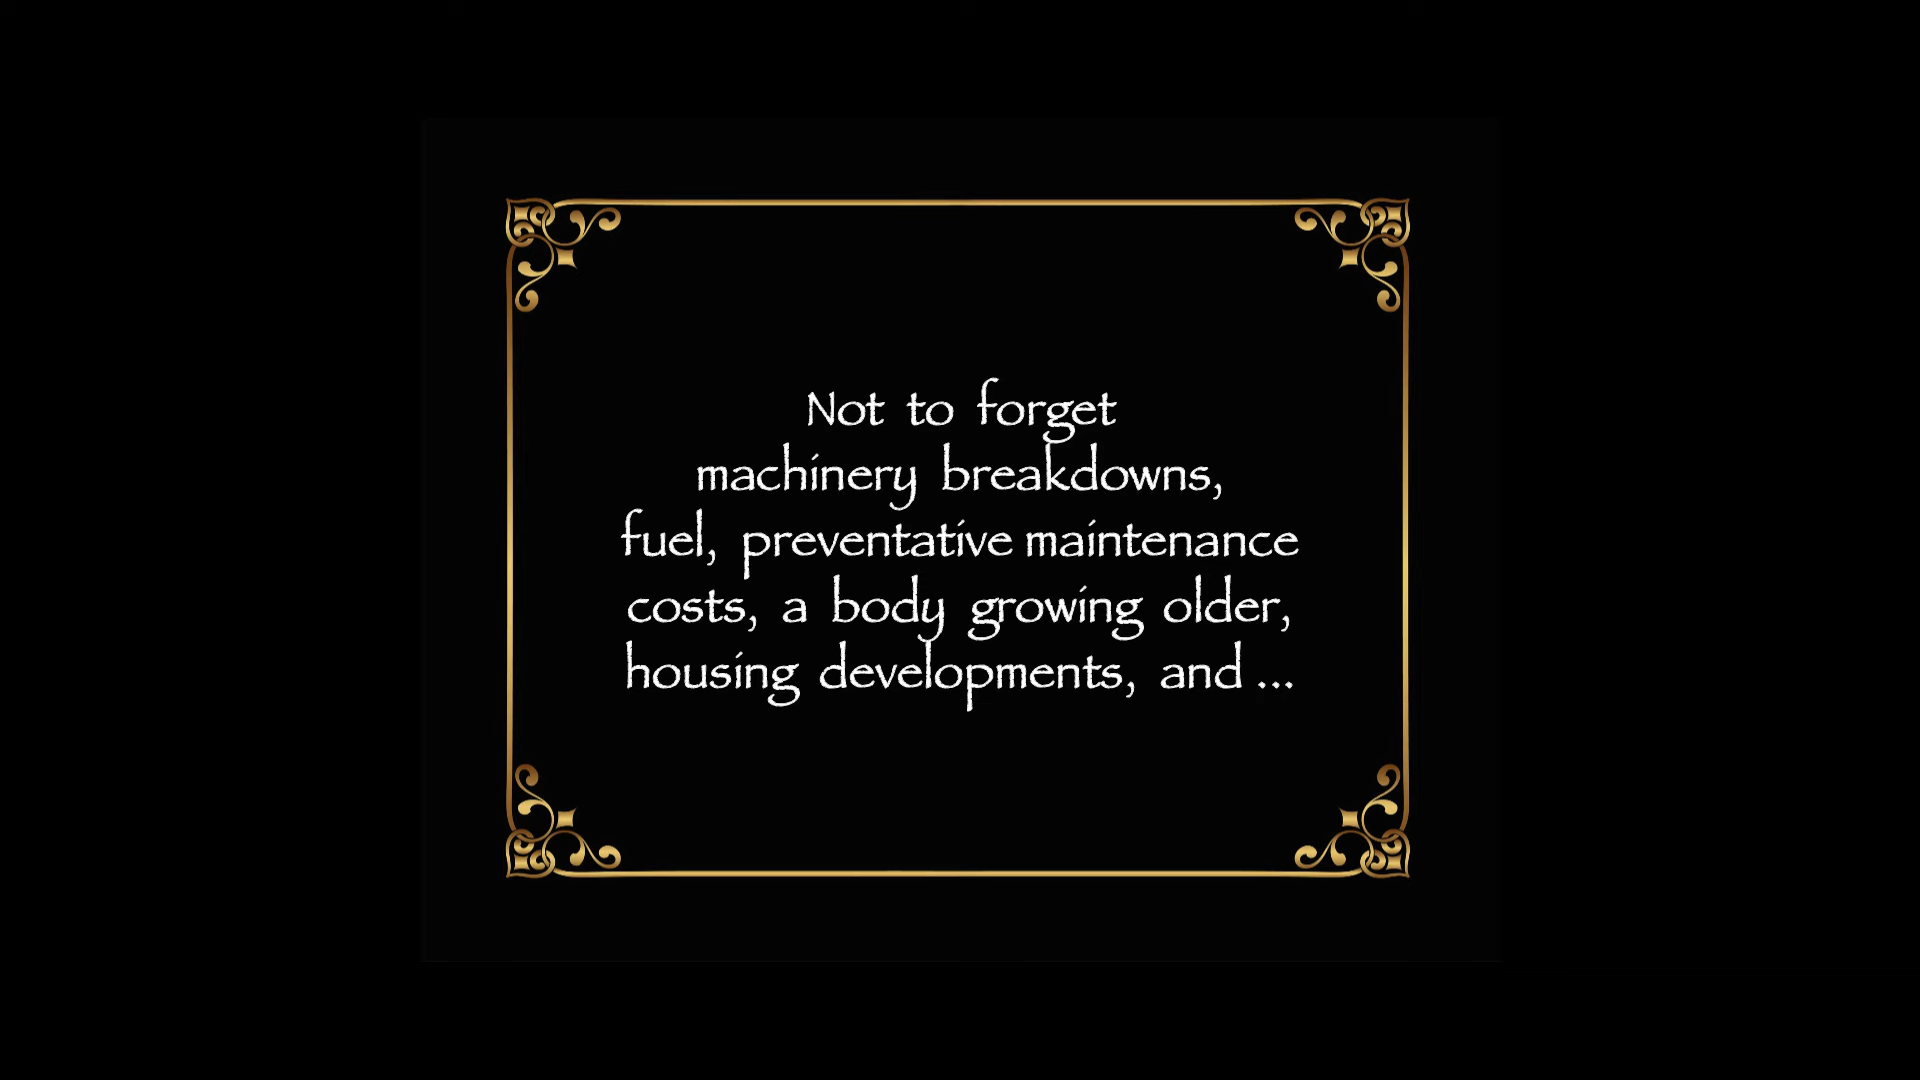 Not to forget
machinery breakdowns,
fuel, preventative maintenance
costs, a body growing older,
housing developments, and ...